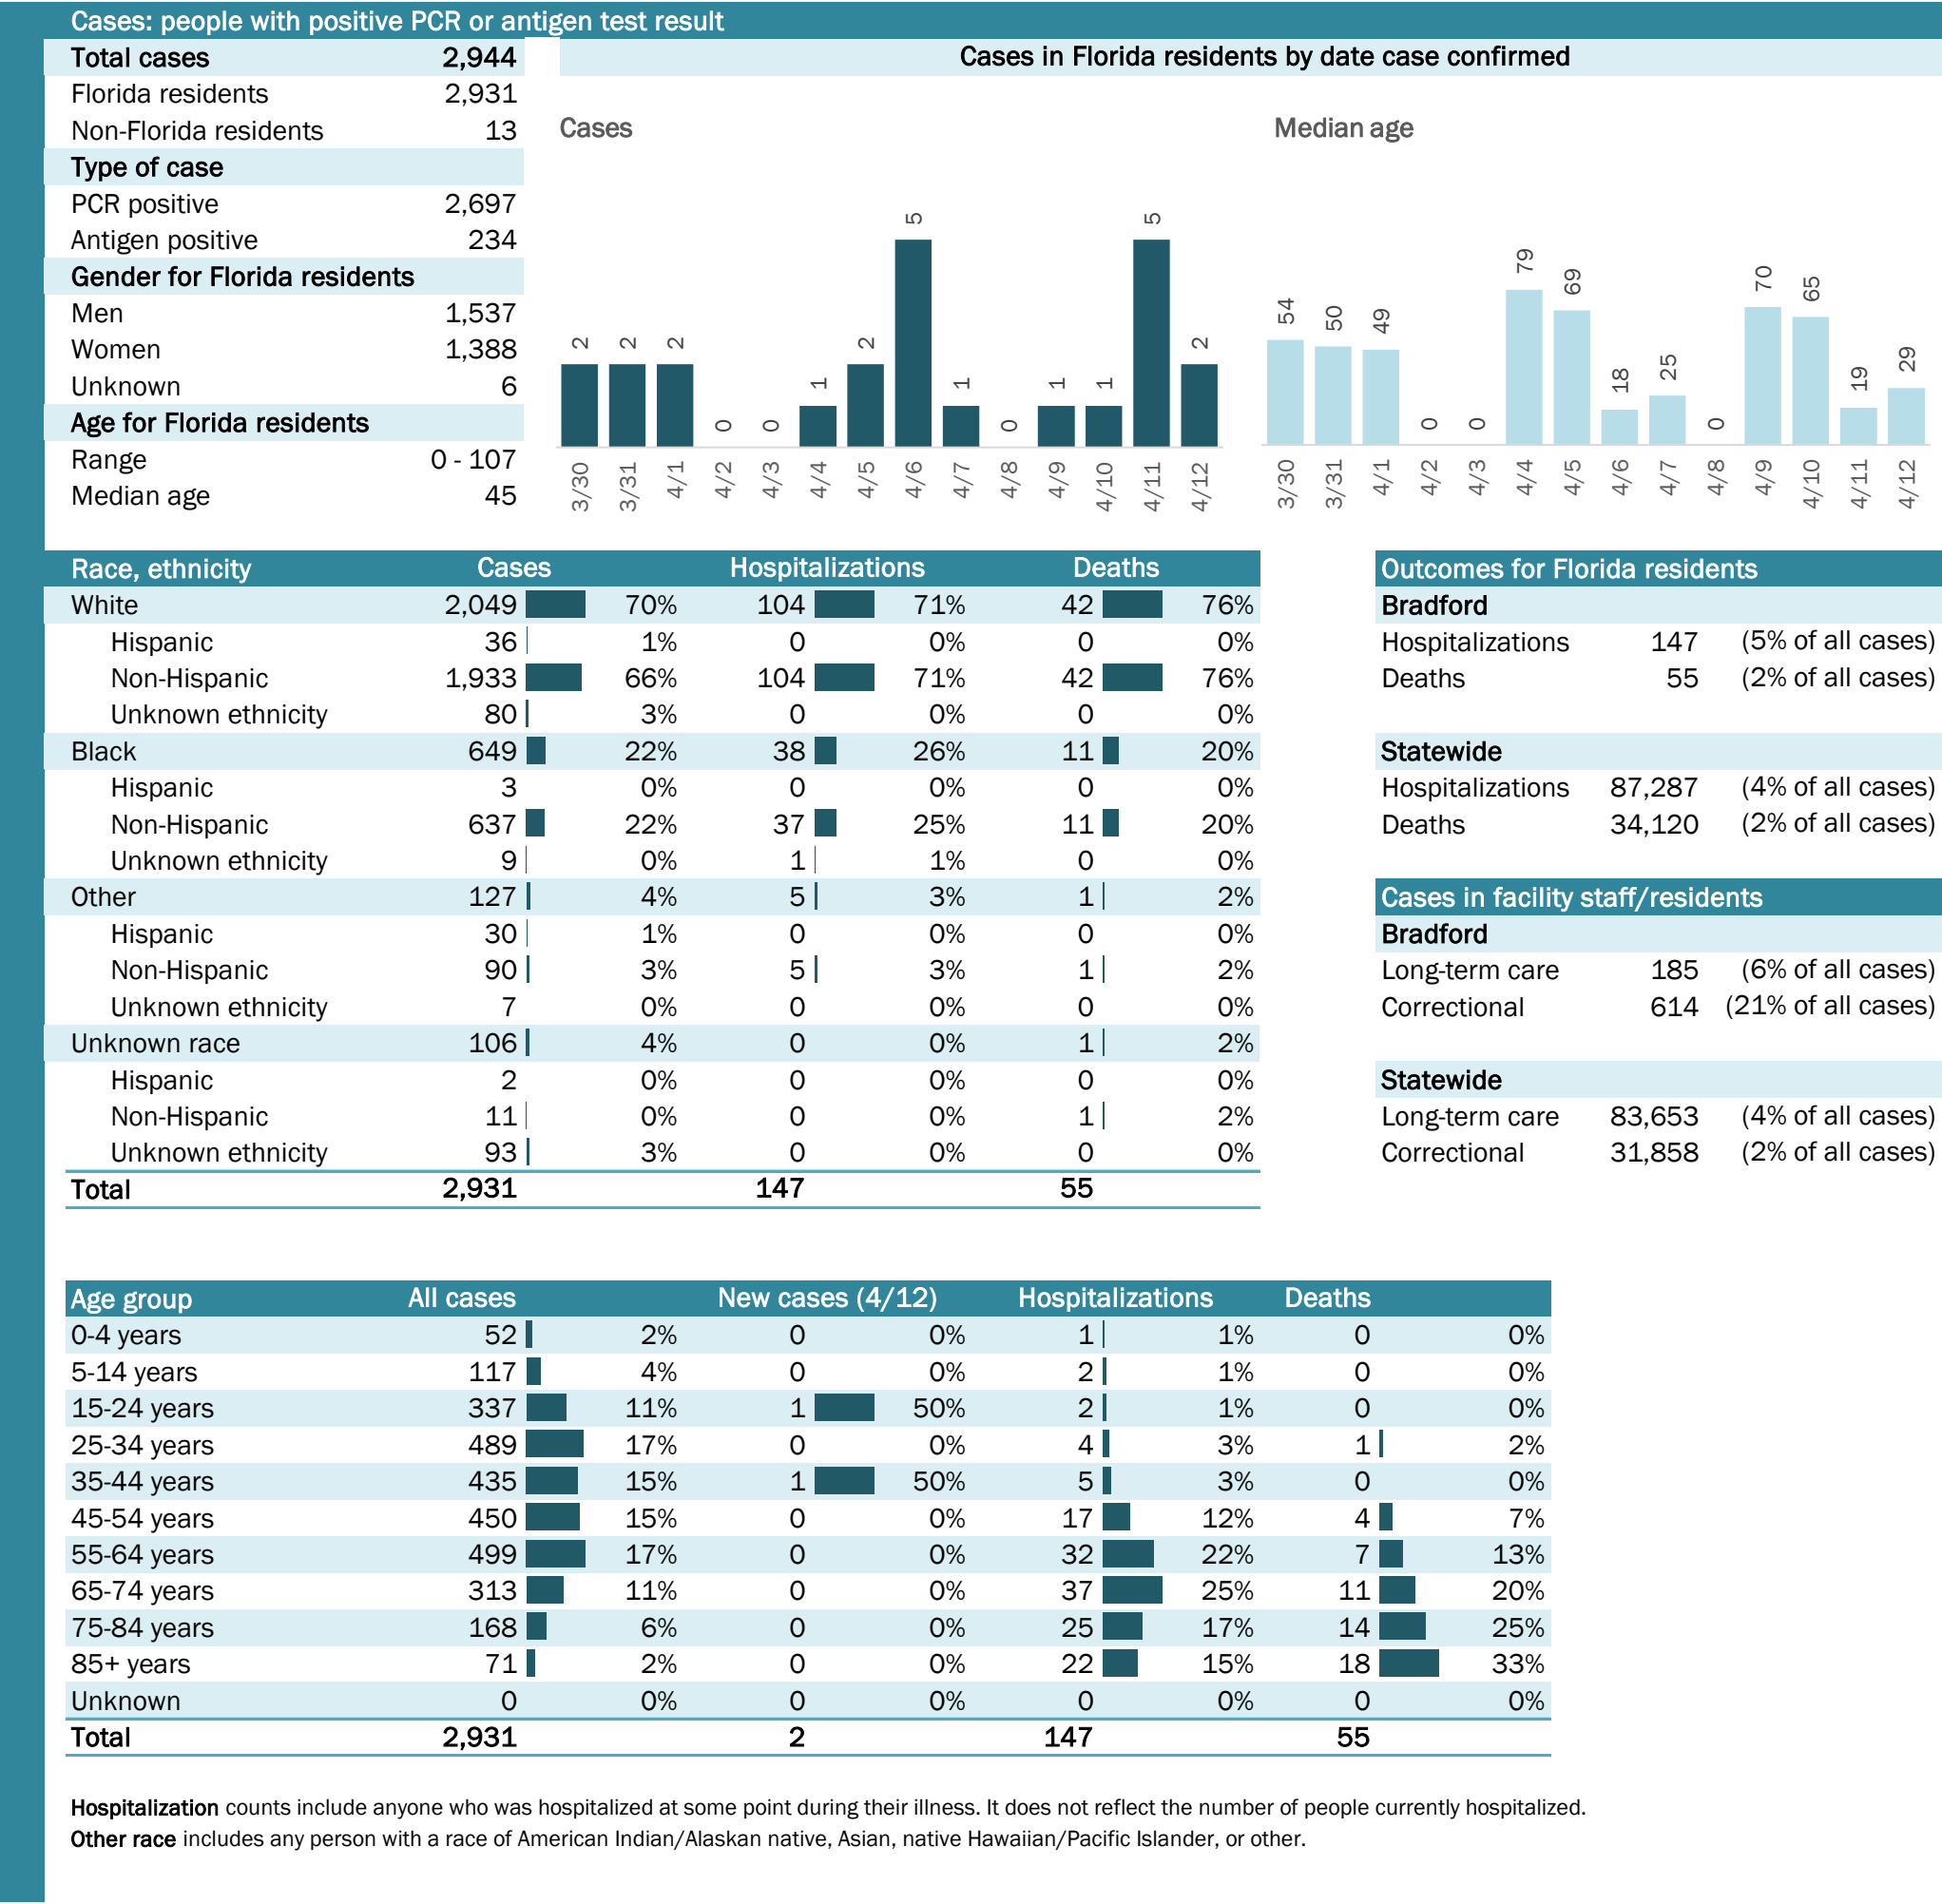 Cases: people with positive PCR or antigen test result
Total cases 2,944
Florida residents 2,931
Non-Florida residents 13
Type of case
PCR positive 2,697
Antigen positive 234
Gender for Florida residents
Men 1,537
Women 1,388
Unknown 6
Age for Florida residents
Range 0 - 107
Median age 45
Cases in Florida residents by date case confirmed
Cases
2 2 2 0 0 1 2 5 1 0 1 1 5 2
3/30 3/31 4/1 4/2 4/3 4/4 4/5 4/6 4/7 4/8 4/9 4/10 4/11 4/12
Median age
54 50 49 0 0 79 69 18 25 0 70 65 19 29
3/30 3/31 4/1 4/2 4/3 4/4 4/5 4/6 4/7 4/8 4/9 4/10 4/11 4/12
Race, ethnicity Cases Hospitalizations Deaths
White 2,049 70% 104 71% 42 76%
Hispanic 36 1% 0 0% 0 0%
Non-Hispanic 1,933 66% 104 71% 42 76%
Unknown ethnicity 80 3% 0 0% 0 0%
Black 649 22% 38 26% 11 20%
Hispanic 3 0% 0 0% 0 0%
Non-Hispanic 637 22% 37 25% 11 20%
Unknown ethnicity 9 0% 1 1% 0 0%
Other 127 4% 5 3% 1 2%
Hispanic 30 1% 0 0% 0 0%
Non-Hispanic 90 3% 5 3% 1 2%
Unknown ethnicity 7 0% 0 0% 0 0%
Unknown race 106 4% 0 0% 1 2%
Hispanic 2 0% 0 0% 0 0%
Non-Hispanic 11 0% 0 0% 1 2%
Unknown ethnicity 93 3% 0 0% 0 0%
Total 2,931 147 55
Outcomes for Florida residents
Bradford
Hospitalizations 147 (5% of all cases)
Deaths 55 (2% of all cases)
Statewide
Hospitalizations 87,287 (4% of all cases)
Deaths 34,120 (2% of all cases)
Cases in facility staff/residents
Bradford
Long-term care 185 (6% of all cases)
Correctional 614 (21% of all cases)
Statewide
Long-term care 83,653 (4% of all cases)
Correctional 31,858 (2% of all cases)
Age group All cases New cases (4/12) Hospitalizations Deaths
0-4 years 52 2% 0 0% 1 1% 0 0%
5-14 years 117 4% 0 0% 2 1% 0 0%
15-24 years 337 11% 1 50% 2 1% 0 0%
25-34 years 489 17% 0 0% 4 3% 1 2%
35-44 years 435 15% 1 50% 5 3% 0 0%
45-54 years 450 15% 0 0% 17 12% 4 7%
55-64 years 499 17% 0 0% 32 22% 7 13%
65-74 years 313 11% 0 0% 37 25% 11 20%
75-84 years 168 6% 0 0% 25 17% 14 25%
85+ years 71 2% 0 0% 22 15% 18 33%
Unknown 0 0% 0 0% 0 0% 0 0%
Total 2,931 2 147 55
Hospitalization counts include anyone who was hospitalized at some point during their illness. It does not reflect the number of people currently hospitalized.
Other race includes any person with a race of American Indian/Alaskan native, Asian, native Hawaiian/Pacific Islander, or other.